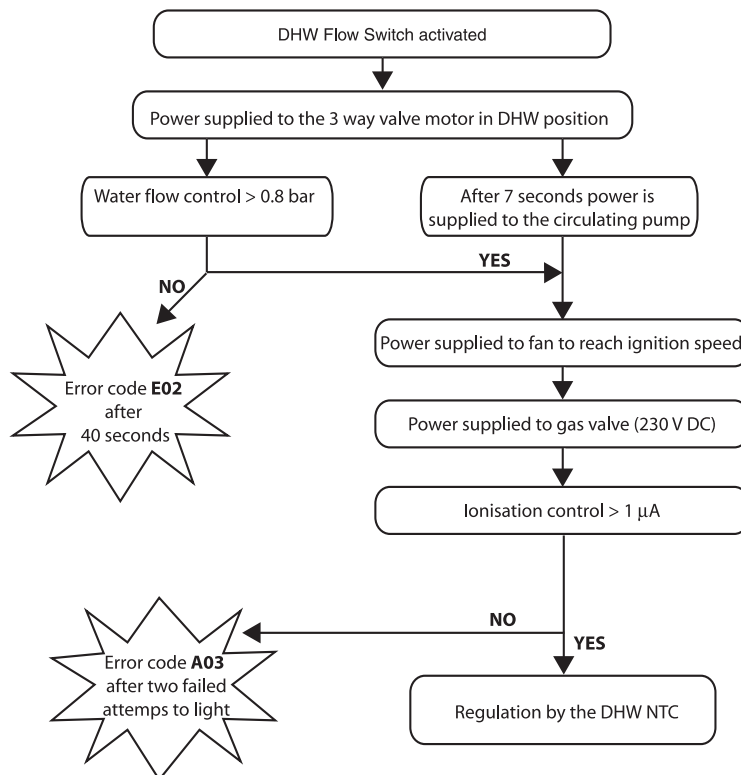 DHW Flow Switch activated
Power supplied to the 3 way valve motor in DHW position
Water flow control > 0.8 bar
After 7 seconds power is
supplied to the circulating pump
YES
NO
Error code E02
after
40 seconds
Power supplied to fan to reach ignition speed
Power supplied to gas valve (230 V DC)
Ionisation control > 1 μA
NO
YES
Error code A03
after two failed
attemps to light
Regulation by the DHW NTC